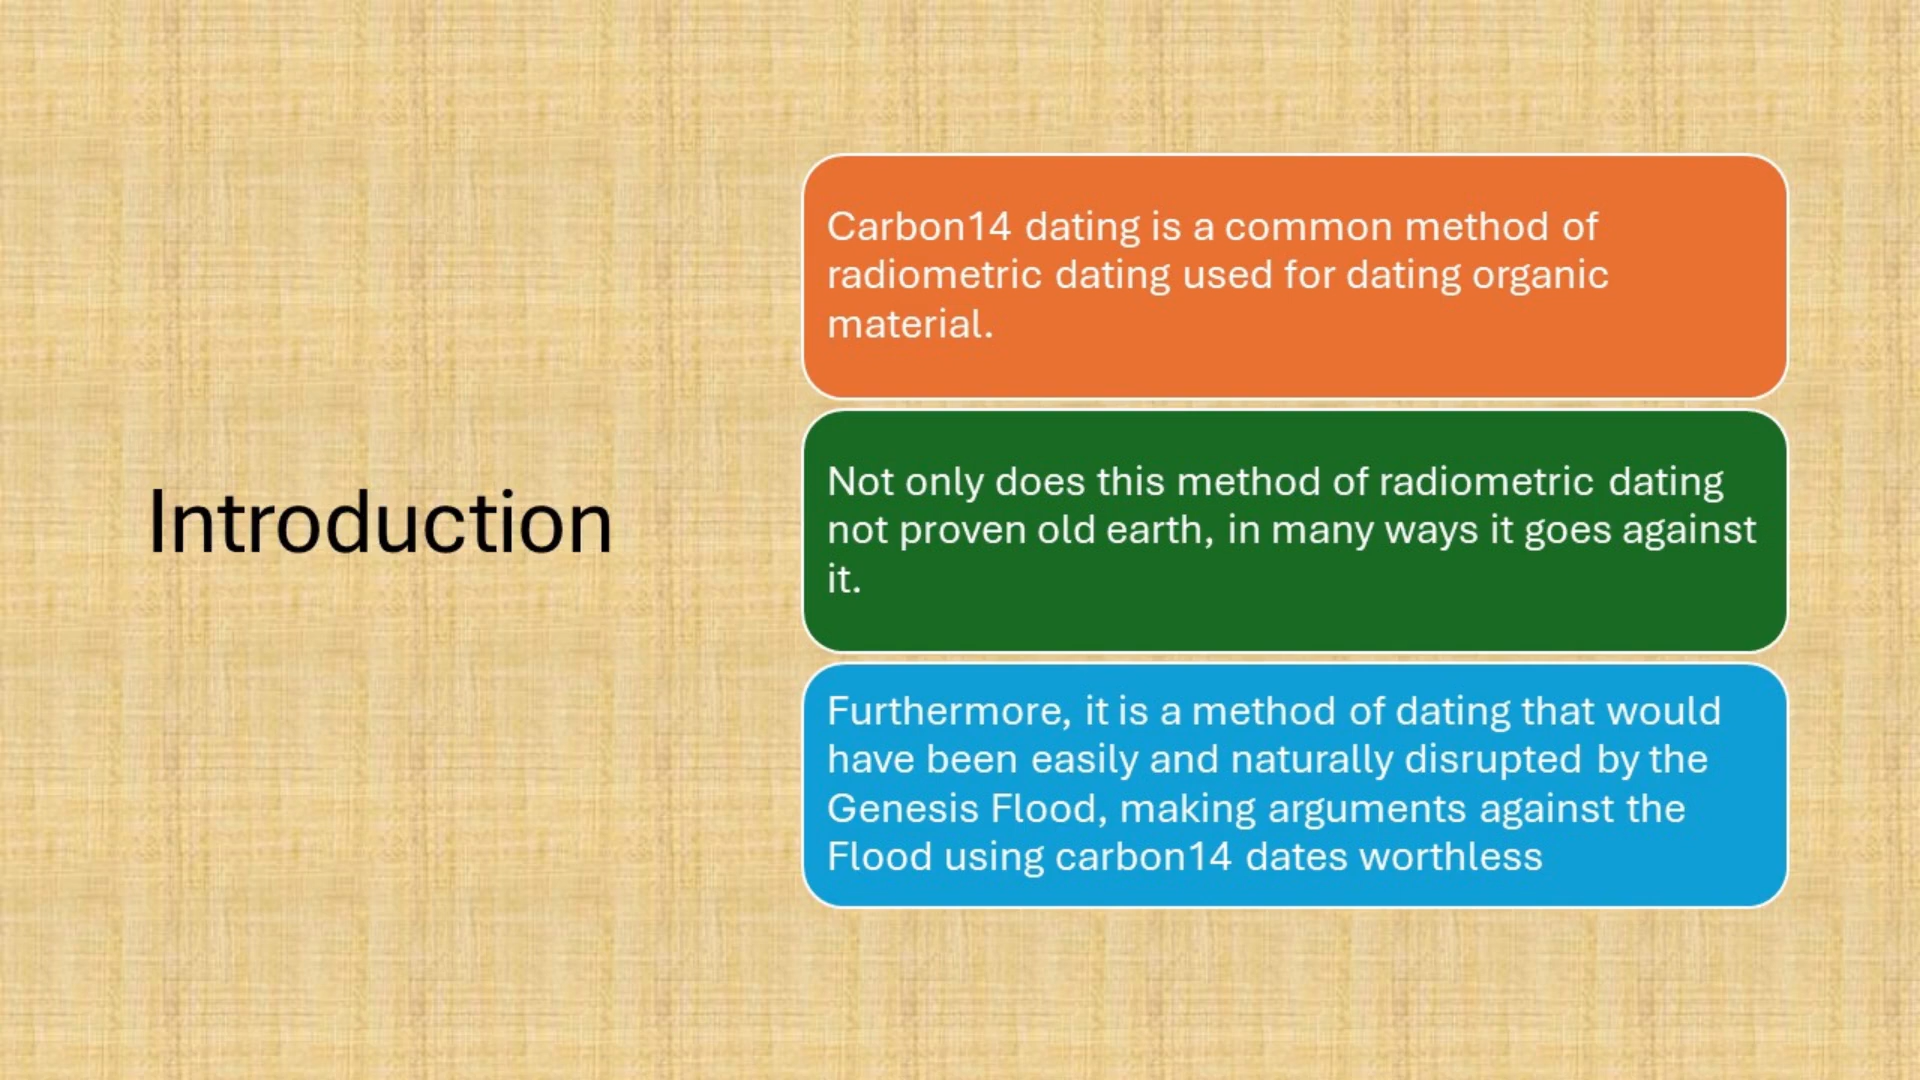 Introduction
Carbon14 dating is a common method of
radiometric dating used for dating organic
material.
Not only does this method of radiometric dating
not proven old earth, in many ways it goes against
it.
Furthermore, it is a method of dating that would
have been easily and naturally disrupted by the
Genesis Flood, making arguments against the
Flood using carbon14 dates worthless